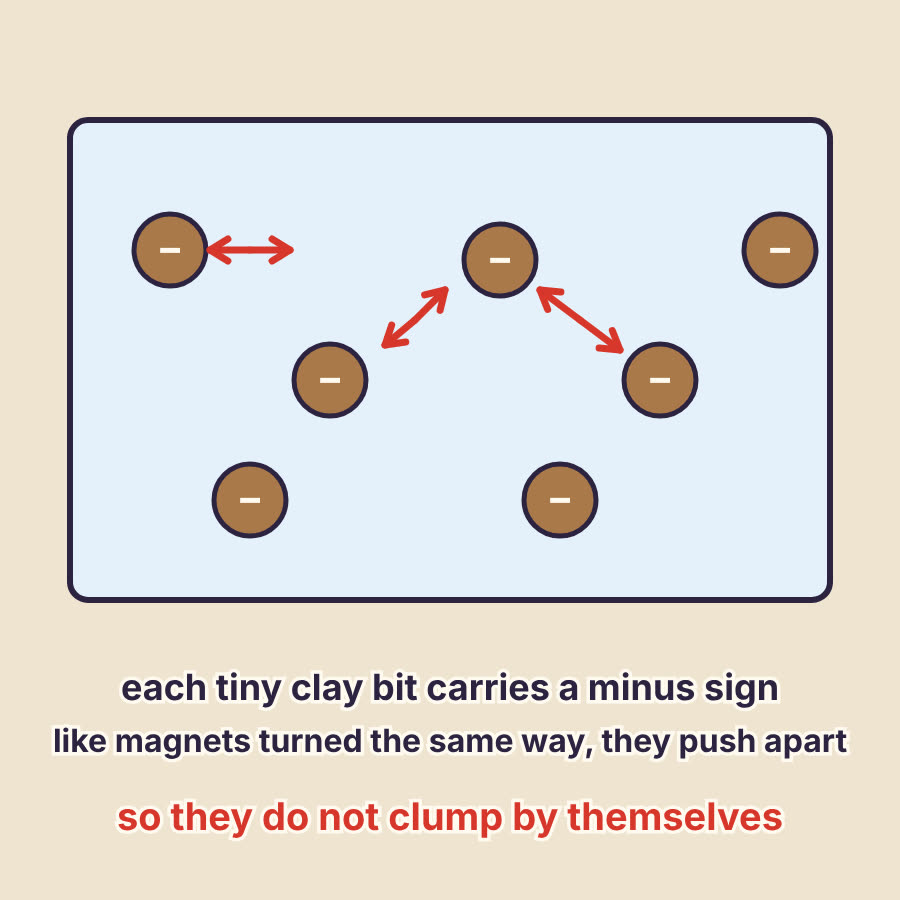 −
−
−
−
−
−
−
each tiny clay bit carries a minus sign
like magnets turned the same way, they push apart
so they do not clump by themselves